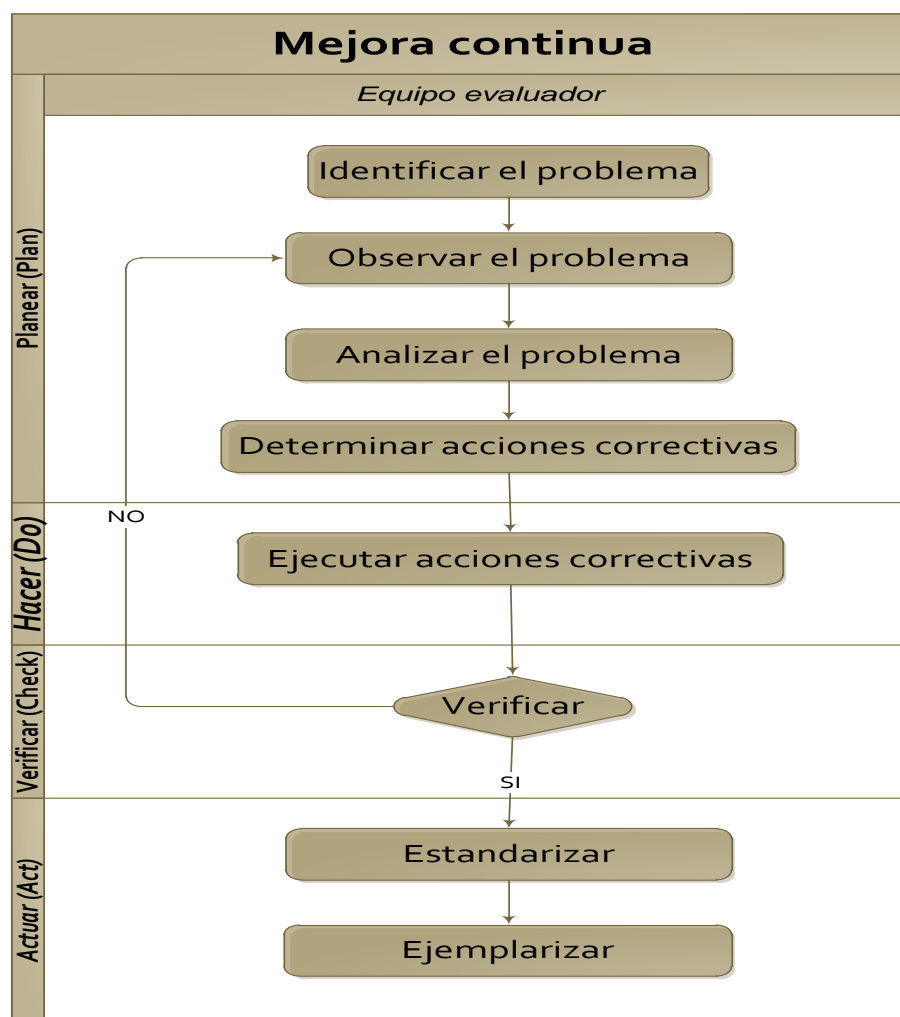 Mejora continua
Equipo evaluador
Planear (Plan)
Identificar el problema
Observar el problema
Analizar el problema
Determinar acciones correctivas
NO
Hacer (Do)
Ejecutar acciones correctivas
Verificar (Check)
Verificar
SI
Actuar (Act)
Estandarizar
Ejemplarizar